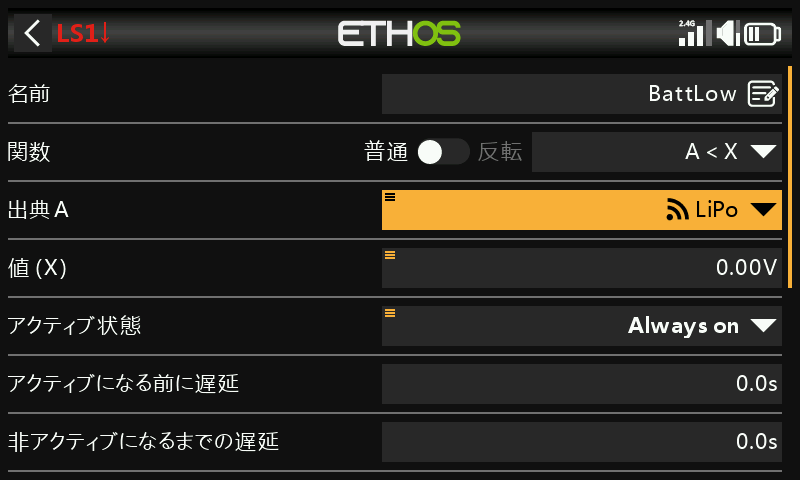 LS1↓ ETHOS 2.4G
名前 BattLow
関数 普通 反転 A < X
出典 A LiPo
値 (X) 0.00V
アクティブ状態 Always on
アクティブになる前に遅延 0.0s
非アクティブになるまでの遅延 0.0s